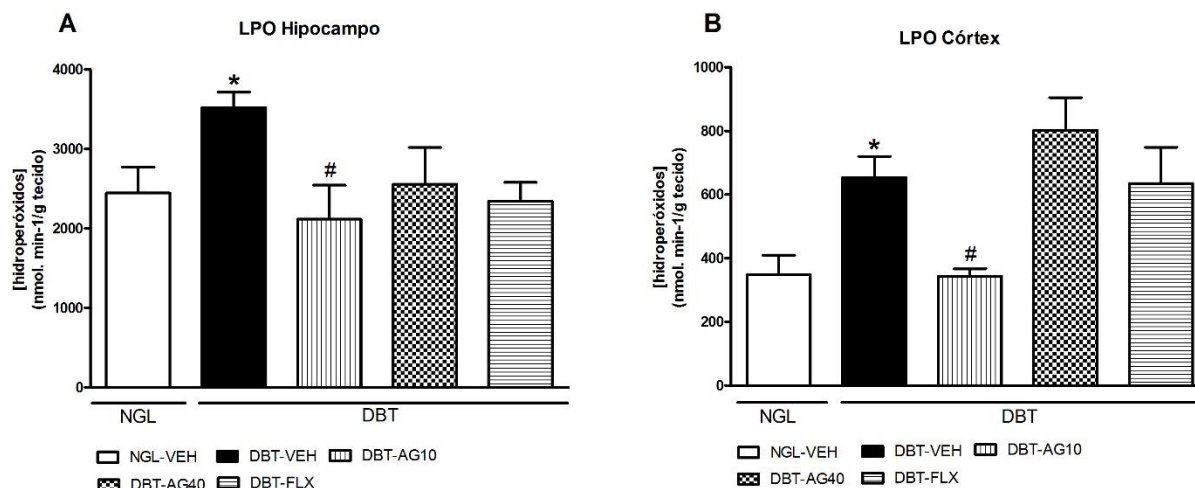 A
LPO Hipocampo
[hidroperóxidos]
(nmol. min-1/g tecido)
4000
3000
2000
1000
0
*
#
NGL
DBT
NGL-VEH
DBT-VEH
DBT-AG10
DBT-AG40
DBT-FLX
B
LPO Córtex
[hidroperóxidos]
(nmol. min-1/g tecido)
1000
800
600
400
200
0
*
#
NGL
DBT
NGL-VEH
DBT-VEH
DBT-AG10
DBT-AG40
DBT-FLX